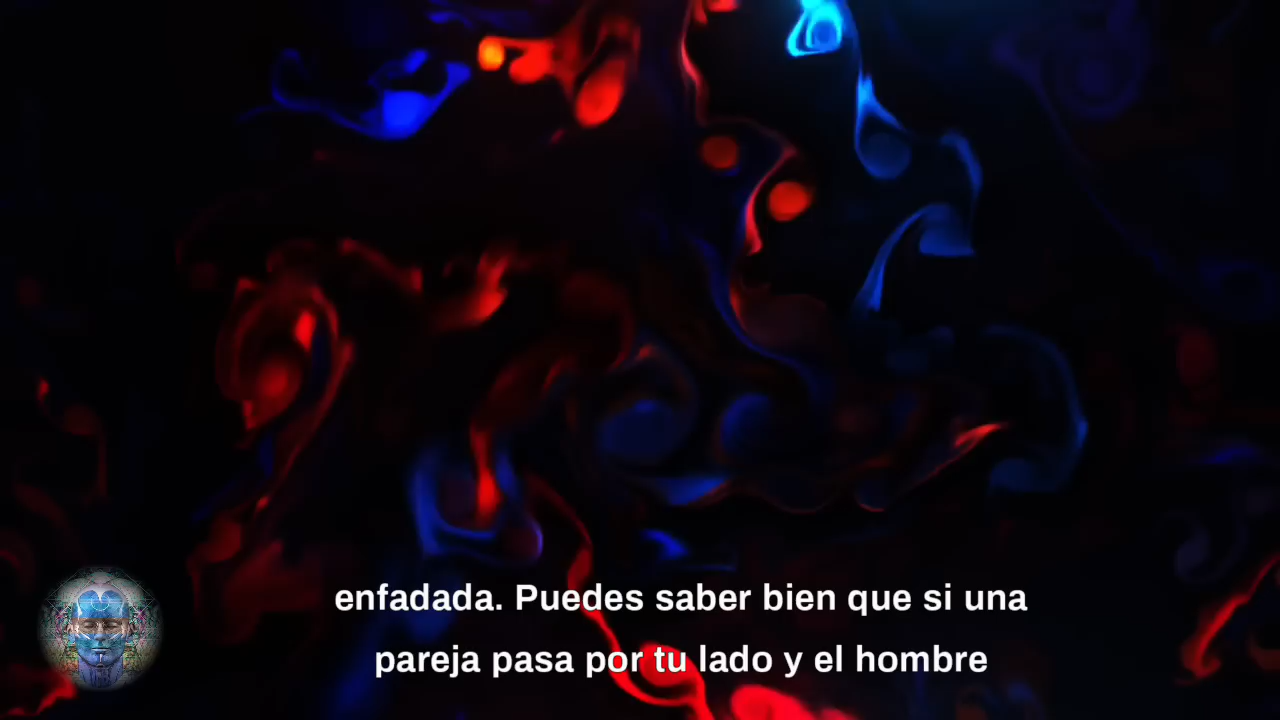 enfadada. Puedes saber bien que si una
pareja pasa por tu lado y el hombre